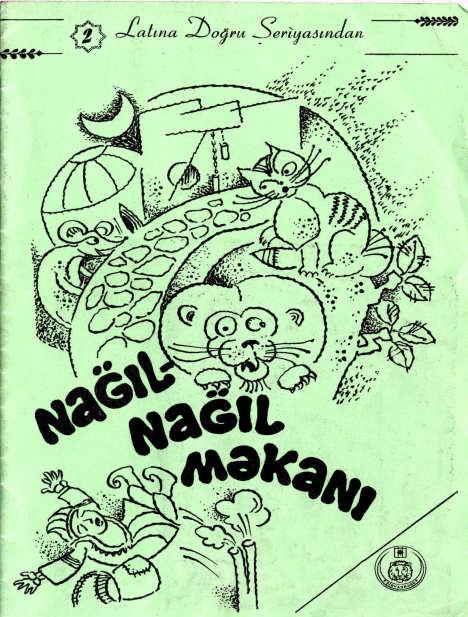 2 Latına Doğru Seriyasından
NAĞIL-
NAĞIL
MƏKANI